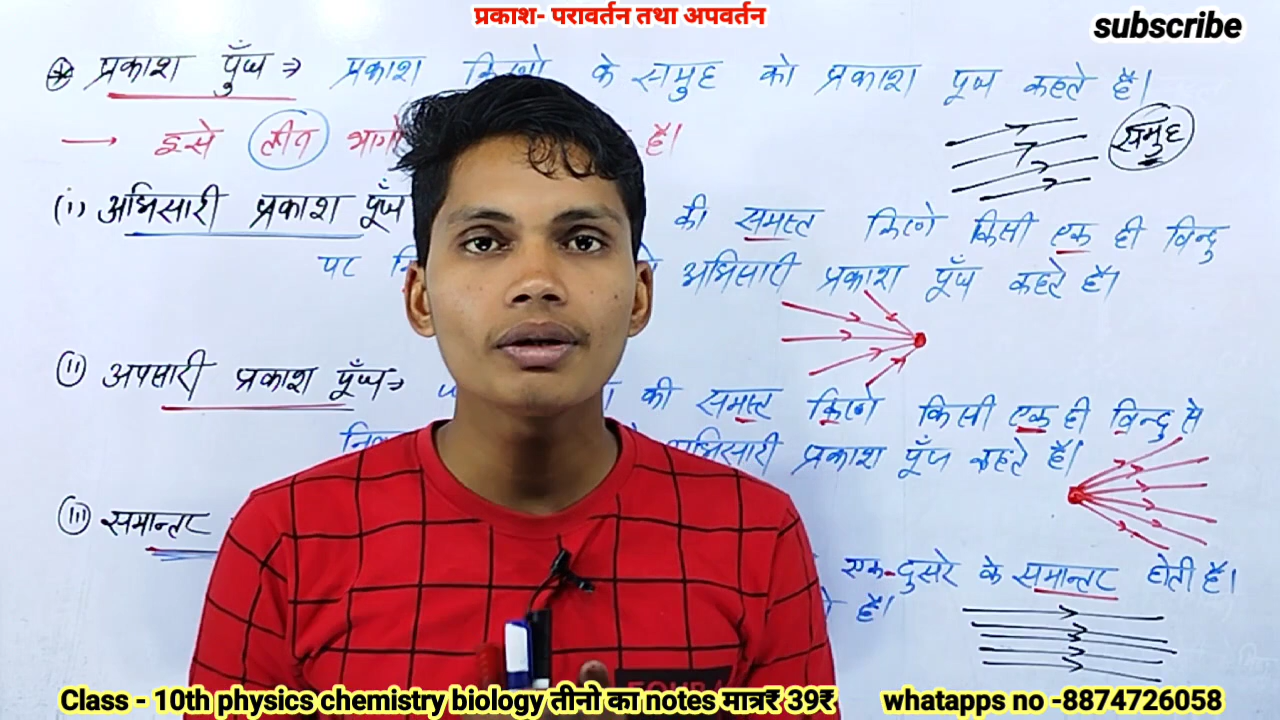 प्रकाश- परावर्तन तथा अपवर्तन
subscribe
प्रकाश पुँज → प्रकाश किरणो के समुह को प्रकाश पूंज कहते है।
→ इसे तीन भागो है।
समुह
(i) अभिसारी प्रकाश पूँज की समस्त किरणे किसी एक ही विन्दु
पर अभिसारी प्रकाश पूँज कहते है।
(ii) अपसारी प्रकाश पूँज → की समस्त किरणे किसी एक ही विन्दु से
प्रकाश पूँज कहते है।
(iii) समान्तर एक-दुसरे के समान्तर होती है।
है।
Class - 10th physics chemistry biology तीनो का notes मात्र₹ 39₹
whatapps no -8874726058